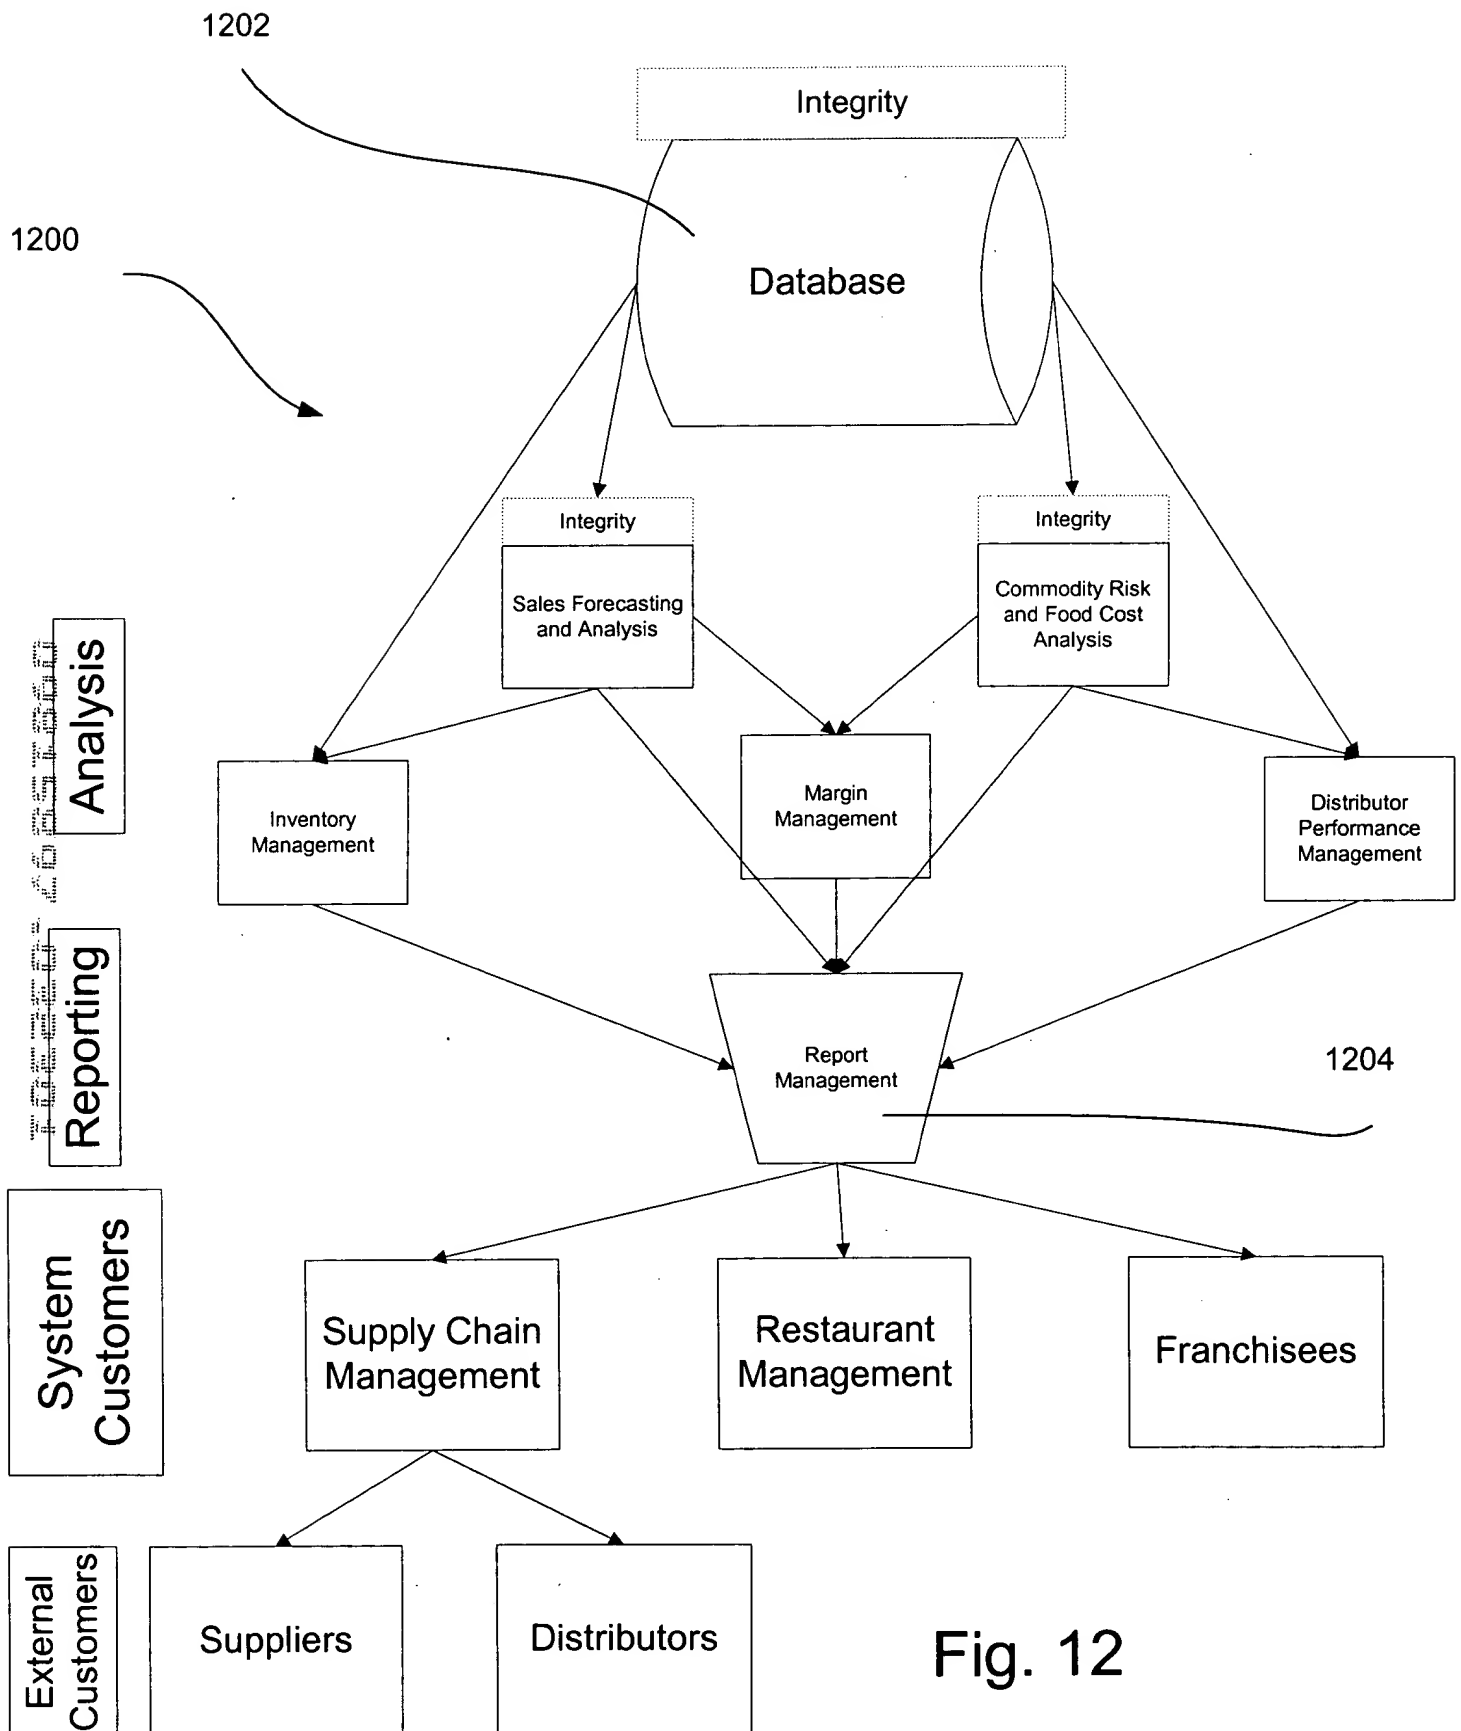 1202
Integrity
1200
Database
Integrity
Integrity
Sales Forecasting
and Analysis
Commodity Risk
and Food Cost
Analysis
Analysis
Margin
Management
Inventory
Management
Distributor
Performance
Management
Reporting
Report
Management
1204
System
Customers
Supply Chain
Management
Restaurant
Management
Franchisees
External
Customers
Suppliers
Distributors
Fig. 12